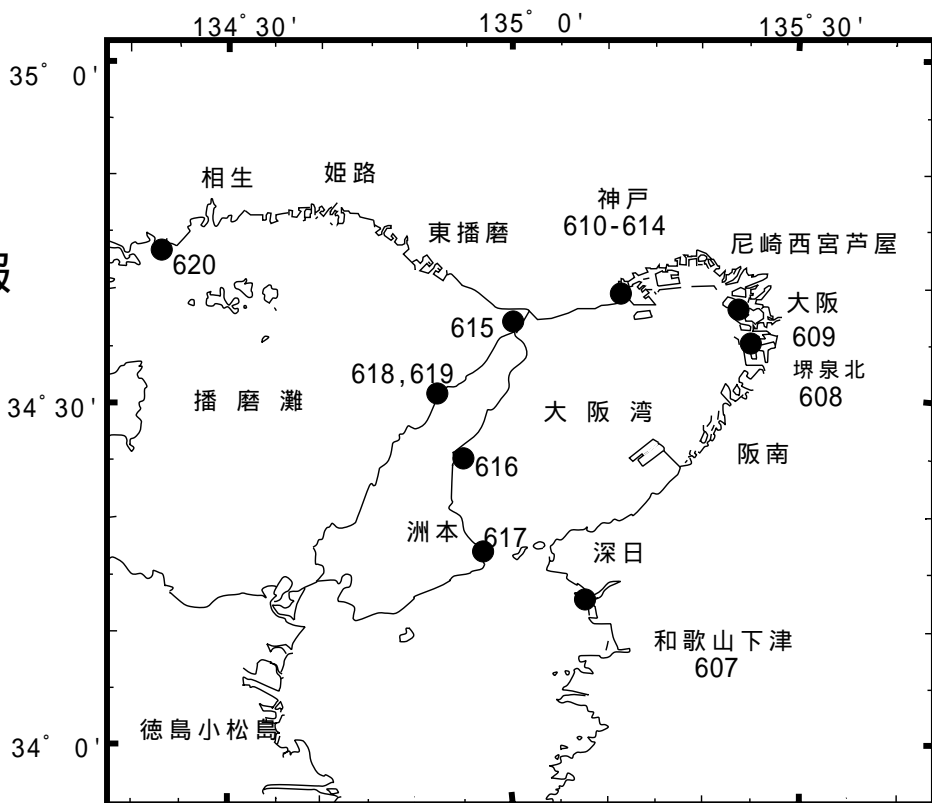 134° 30'
135° 0'
135° 30'
35° 0'
相生
姫路
神戸
610-614
東播磨
尼崎西宮芦屋
報
620
大阪
615
609
618,619
堺泉北
608
播磨灘
34° 30'
大阪湾
阪南
616
洲本
617
深日
和歌山下津
607
徳島小松島
34° 0'